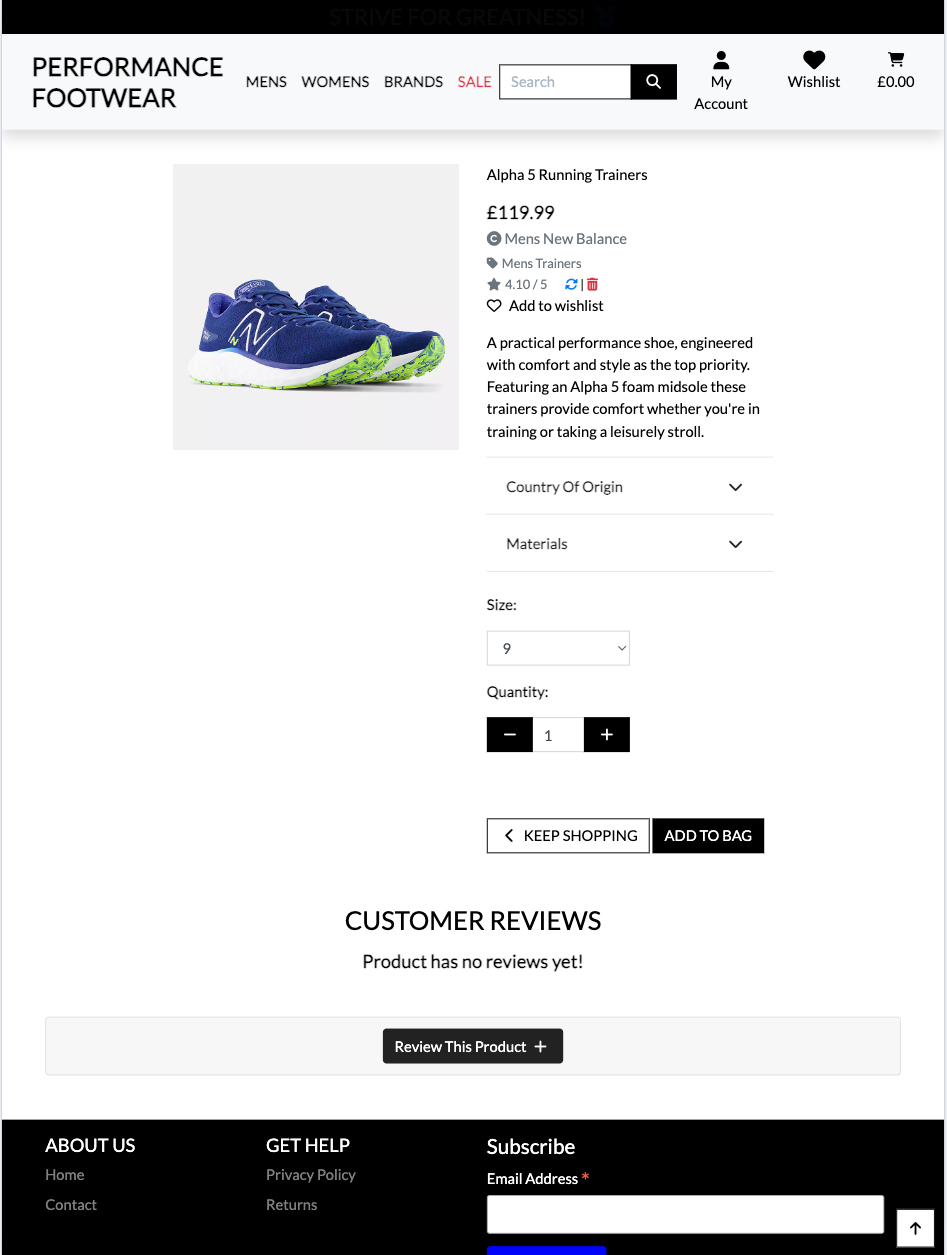 STRIVE FOR GREATNESS!
PERFORMANCE
FOOTWEAR
MENS WOMENS BRANDS SALE
Search
My
Account
Wishlist
£0.00
Alpha 5 Running Trainers
£119.99
Mens New Balance
Mens Trainers
4.10 / 5 |
Add to wishlist
A practical performance shoe, engineered
with comfort and style as the top priority.
Featuring an Alpha 5 foam midsole these
trainers provide comfort whether you're in
training or taking a leisurely stroll.
Country Of Origin
Materials
Size:
9
Quantity:
1
KEEP SHOPPING ADD TO BAG
CUSTOMER REVIEWS
Product has no reviews yet!
Review This Product +
ABOUT US
Home
Contact
GET HELP
Privacy Policy
Returns
Subscribe
Email Address *